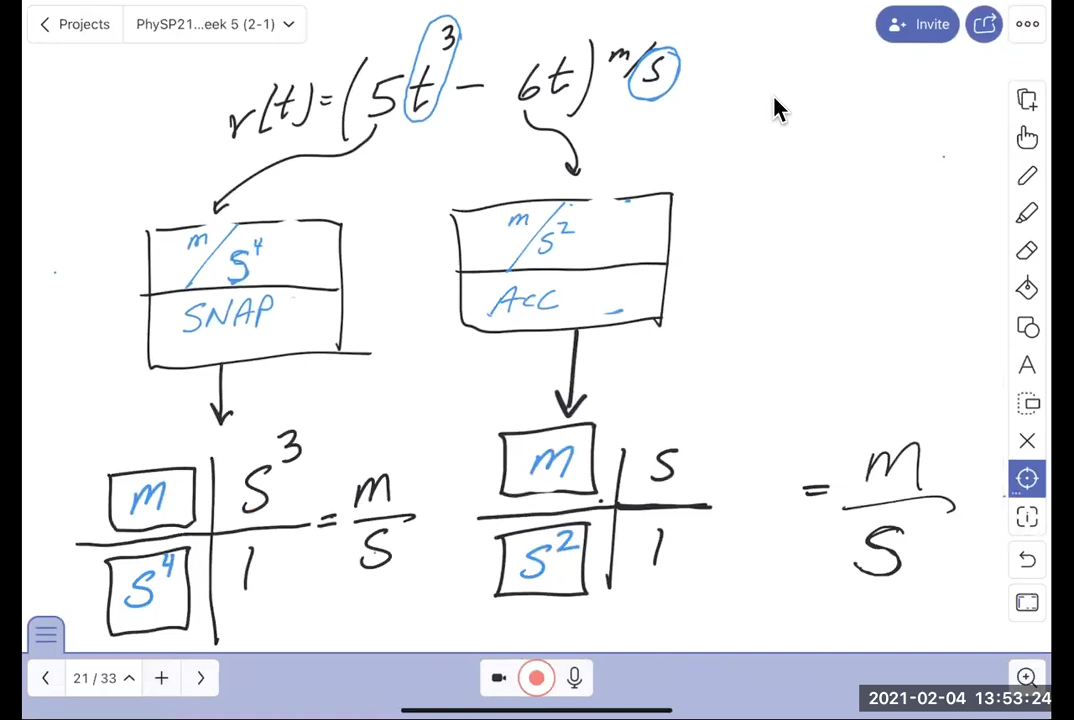 Projects PhySP21...eek 5 (2-1) Invite
r(t)=(5t³ - 6t) m/s
m/s⁴ m/s²
SNAP ACC
m s³ = m/s m s = m/s
s⁴ 1 s² 1
A
21 / 33
2021-02-04 13:53:24